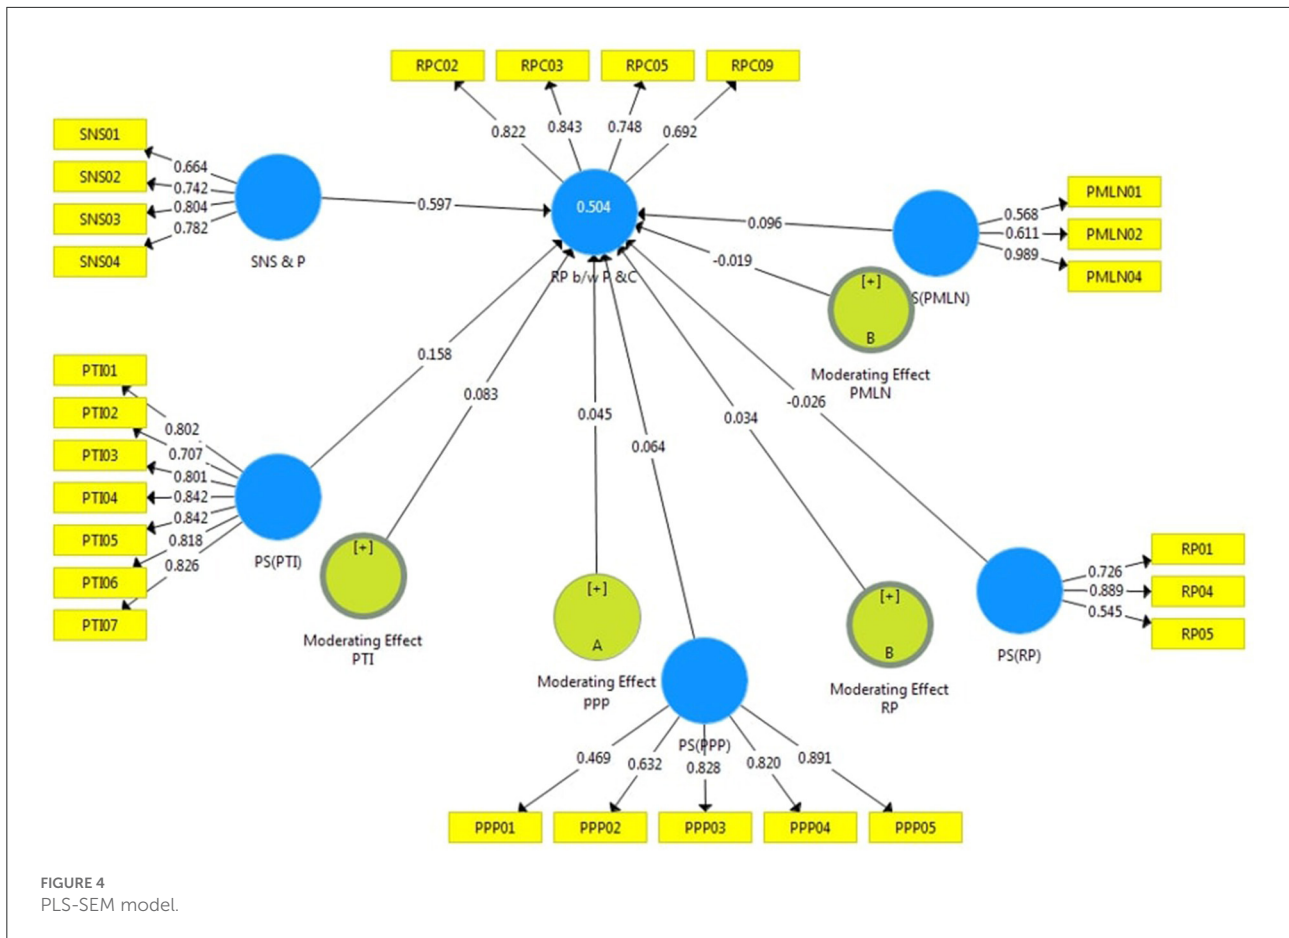 RPC02 RPC03 RPC05 RPC09
0.822 0.843 0.748 0.692
SNS01
SNS02
SNS03
SNS04
0.664
0.742
0.804
0.782
SNS & P
0.597
0.504
RP b/w P &C
0.096
-0.019
PMLN01
PMLN02
PMLN04
0.568
0.611
0.989
S(PMLN)
[+]
B
Moderating Effect
PMLN
PTI01
PTI02
PTI03
PTI04
PTI05
PTI06
PTI07
0.802
0.707
0.801
0.842
0.842
0.818
0.826
PS(PTI)
0.158
0.083
0.045
0.064
0.034
-0.026
[+]
Moderating Effect
PTI
[+]
A
Moderating Effect
ppp
[+]
B
Moderating Effect
RP
RP01
RP04
RP05
0.726
0.889
0.545
PS(RP)
PS(PPP)
0.469 0.632 0.828 0.820 0.891
PPP01 PPP02 PPP03 PPP04 PPP05
FIGURE 4
PLS-SEM model.